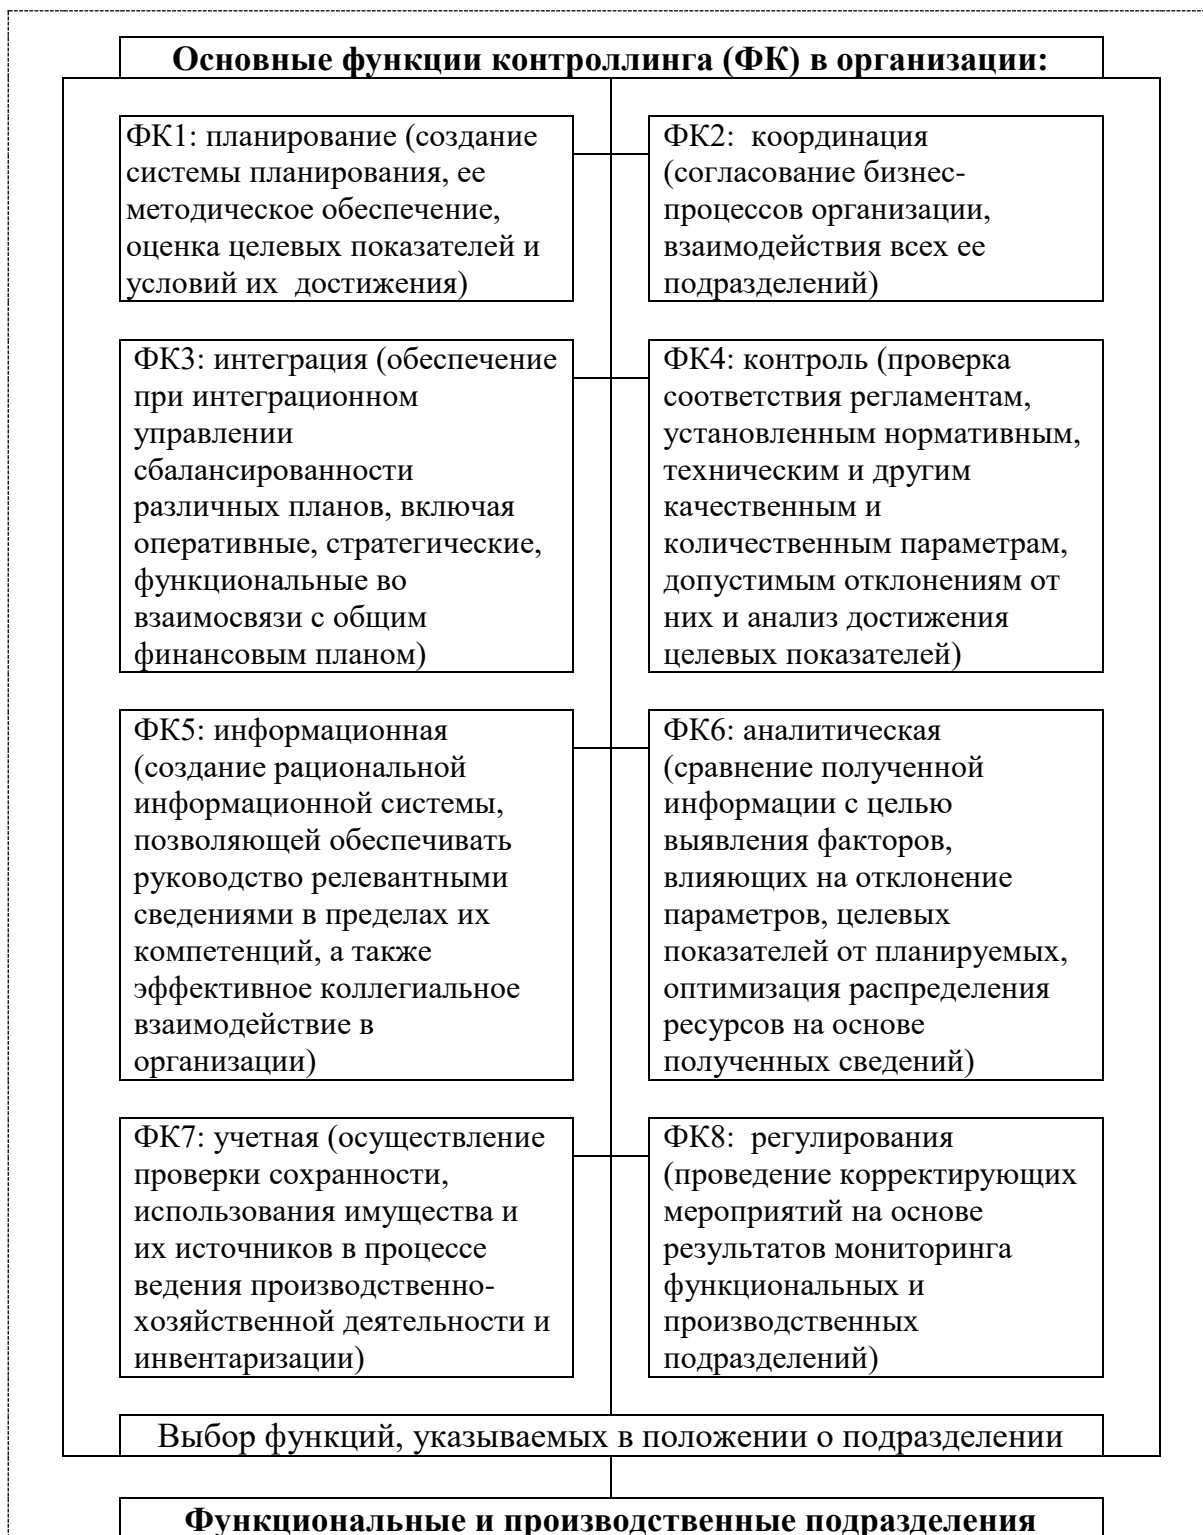 Основные функции контроллинга (ФК) в организации:
ФК1: планирование (создание
системы планирования, ее
методическое обеспечение,
оценка целевых показателей и
условий их достижения)
ФК2: координация
(согласование бизнес-
процессов организации,
взаимодействия всех ее
подразделений)
ФК3: интеграция (обеспечение
при интеграционном
управлении
сбалансированности
различных планов, включая
оперативные, стратегические,
функциональные во
взаимосвязи с общим
финансовым планом)
ФК4: контроль (проверка
соответствия регламентам,
установленным нормативным,
техническим и другим
качественным и
количественным параметрам,
допустимым отклонениям от
них и анализ достижения
целевых показателей)
ФК5: информационная
(создание рациональной
информационной системы,
позволяющей обеспечивать
руководство релевантными
сведениями в пределах их
компетенций, а также
эффективное коллегиальное
взаимодействие в
организации)
ФК6: аналитическая
(сравнение полученной
информации с целью
выявления факторов,
влияющих на отклонение
параметров, целевых
показателей от планируемых,
оптимизация распределения
ресурсов на основе
полученных сведений)
ФК7: учетная (осуществление
проверки сохранности,
использования имущества и
их источников в процессе
ведения производственно-
хозяйственной деятельности и
инвентаризации)
ФК8: регулирования
(проведение корректирующих
мероприятий на основе
результатов мониторинга
функциональных и
производственных
подразделений)
Выбор функций, указываемых в положении о подразделении
Функциональные и производственные подразделения